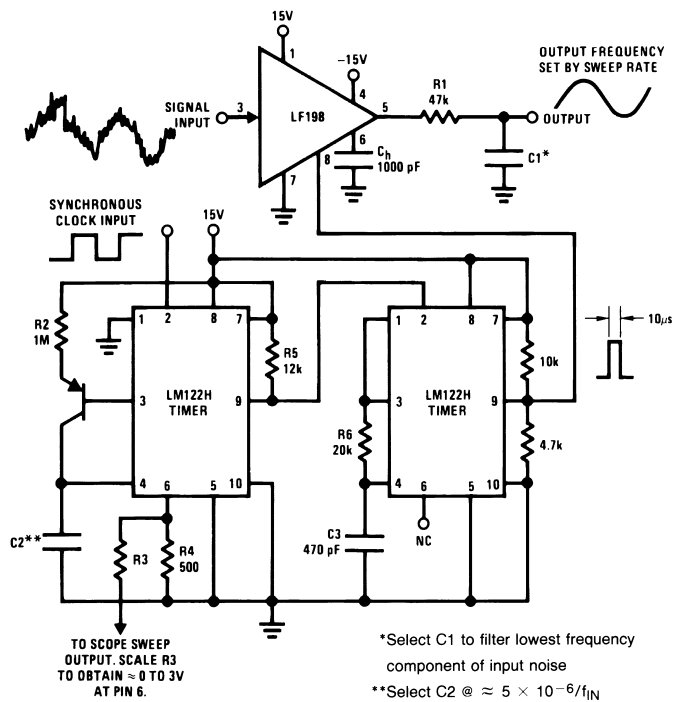 15V
1
-15V
4
5
R1
47k
OUTPUT FREQUENCY
SET BY SWEEP RATE
SIGNAL
INPUT
3
LF198
OUTPUT
6
Ch
1000 pF
8
7
C1*
SYNCHRONOUS
CLOCK INPUT
15V
R2
1M
1
2
8
7
R5
12k
LM122H
TIMER
3
9
4
6
5
10
C2**
R3
R4
500
1
2
8
7
10k
10μs
LM122H
TIMER
3
9
R6
20k
4.7k
4
6
5
10
C3
470 pF
NC
TO SCOPE SWEEP
OUTPUT. SCALE R3
TO OBTAIN ≈ 0 TO 3V
AT PIN 6.
*Select C1 to filter lowest frequency
component of input noise
**Select C2 @ ≈ 5 × 10−6/fIN